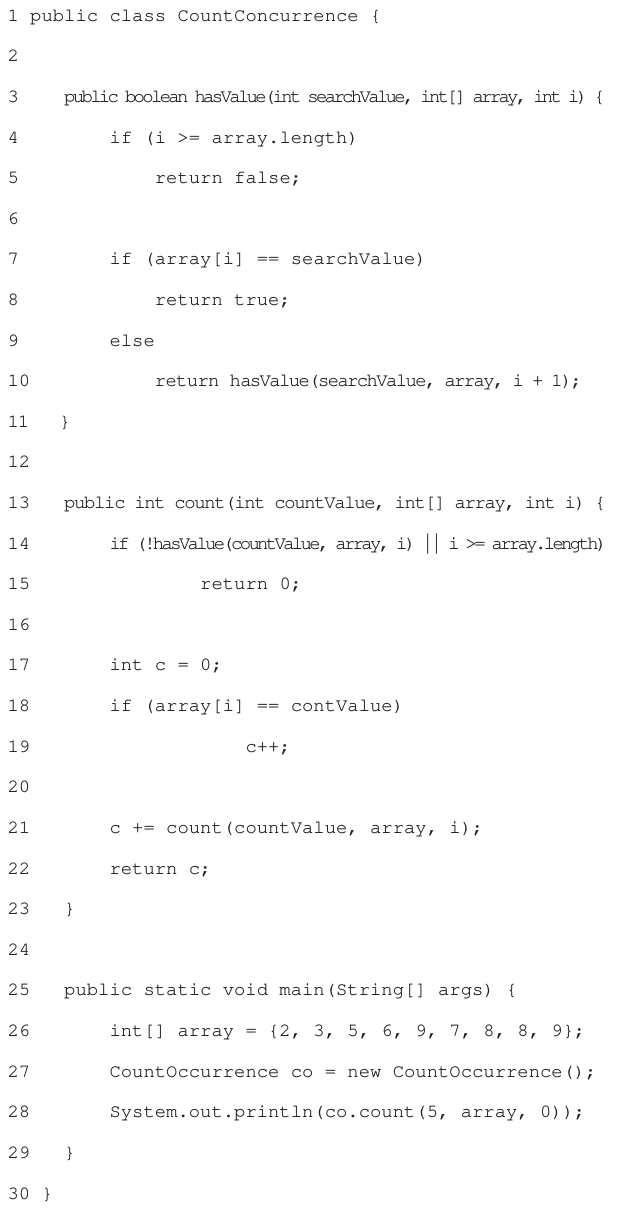 1 public class CountConcurrence {
2
3 public boolean hasValue(int searchValue, int[] array, int i) {
4 if (i >= array.length)
5 return false;
6
7 if (array[i] == searchValue)
8 return true;
9 else
10 return hasValue(searchValue, array, i + 1);
11 }
12
13 public int count(int countValue, int[] array, int i) {
14 if (!hasValue(countValue, array, i) || i >= array.length)
15 return 0;
16
17 int c = 0;
18 if (array[i] == contValue)
19 c++;
20
21 c += count(countValue, array, i);
22 return c;
23 }
24
25 public static void main(String[] args) {
26 int[] array = {2, 3, 5, 6, 9, 7, 8, 8, 9};
27 CountOccurrence co = new CountOccurrence();
28 System.out.println(co.count(5, array, 0));
29 }
30 }